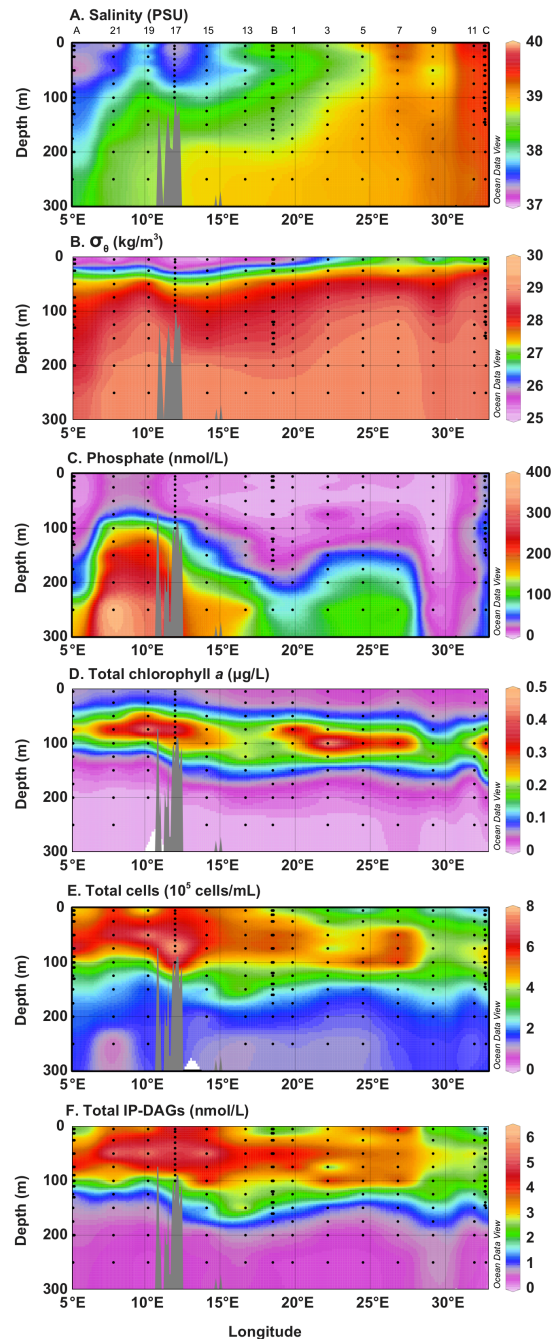 A. Salinity (PSU)
A 21 19 17 15 13 B 1 3 5 7 9 11 C
0
100
200
300
Depth (m)
5°E 10°E 15°E 20°E 25°E 30°E
Ocean Data View
40
39
38
37
B. σθ (kg/m³)
0
100
200
300
Depth (m)
5°E 10°E 15°E 20°E 25°E 30°E
Ocean Data View
30
29
28
27
26
25
C. Phosphate (nmol/L)
0
100
200
300
Depth (m)
5°E 10°E 15°E 20°E 25°E 30°E
Ocean Data View
400
300
200
100
0
D. Total chlorophyll a (µg/L)
0
100
200
300
Depth (m)
5°E 10°E 15°E 20°E 25°E 30°E
Ocean Data View
0.5
0.4
0.3
0.2
0.1
0
E. Total cells (10⁵ cells/mL)
0
100
200
300
Depth (m)
5°E 10°E 15°E 20°E 25°E 30°E
Ocean Data View
8
6
4
2
0
F. Total IP-DAGs (nmol/L)
0
100
200
300
Depth (m)
5°E 10°E 15°E 20°E 25°E 30°E
Ocean Data View
6
5
4
3
2
1
0
Longitude